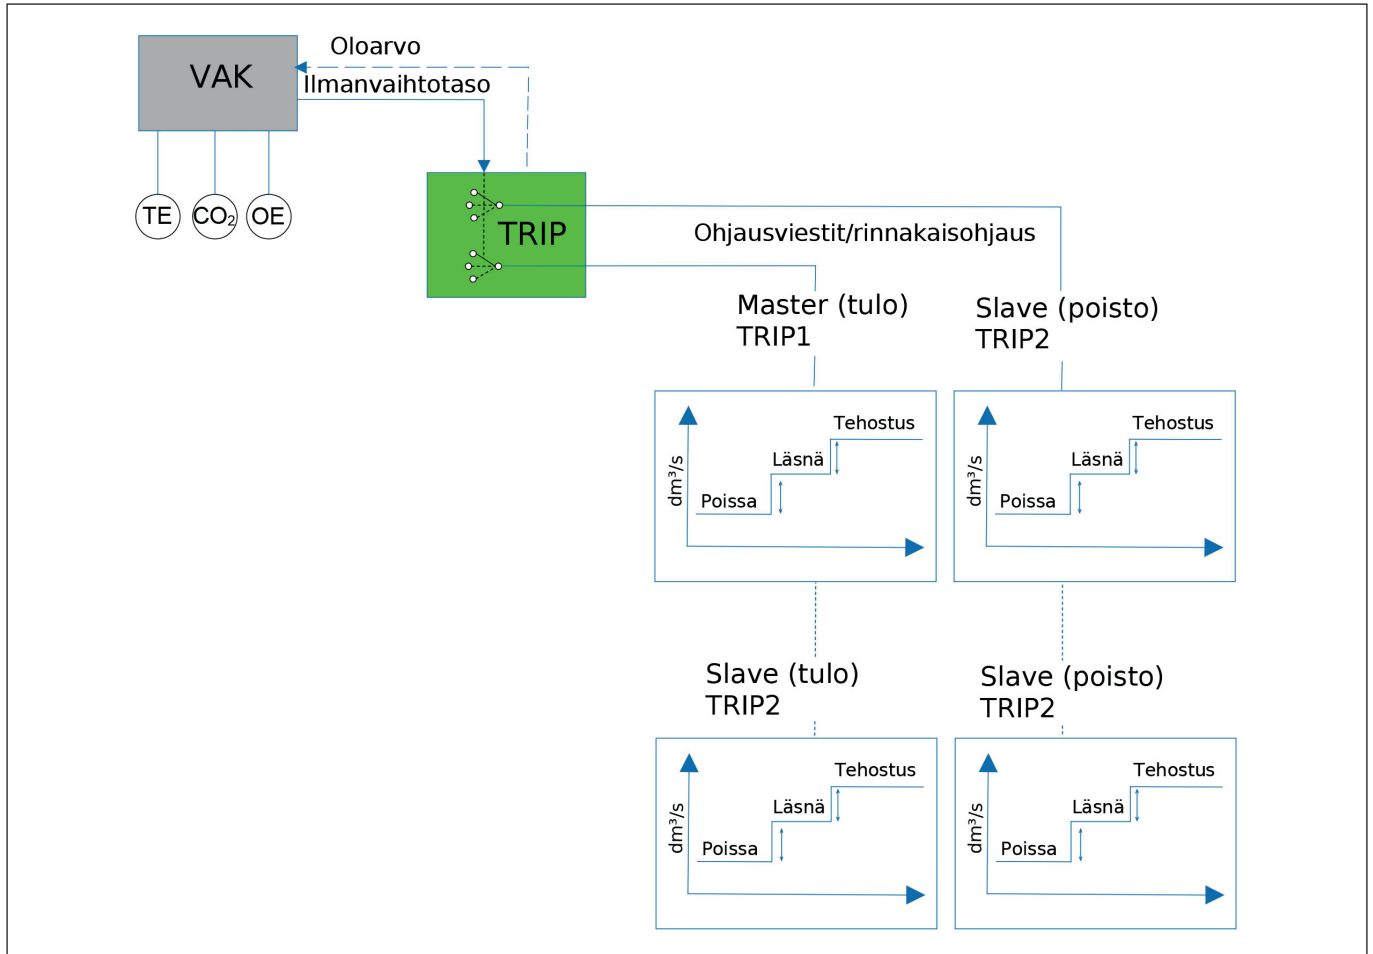 Oloarvo
VAK
Ilmanvaihtotaso
TE
CO₂
OE
TRIP
Ohjausviestit/rinnakaisohjaus
Master (tulo)
TRIP1
Slave (poisto)
TRIP2
dm³/s
Poissa
Läsnä
Tehostus
dm³/s
Poissa
Läsnä
Tehostus
Slave (tulo)
TRIP2
Slave (poisto)
TRIP2
dm³/s
Poissa
Läsnä
Tehostus
dm³/s
Poissa
Läsnä
Tehostus